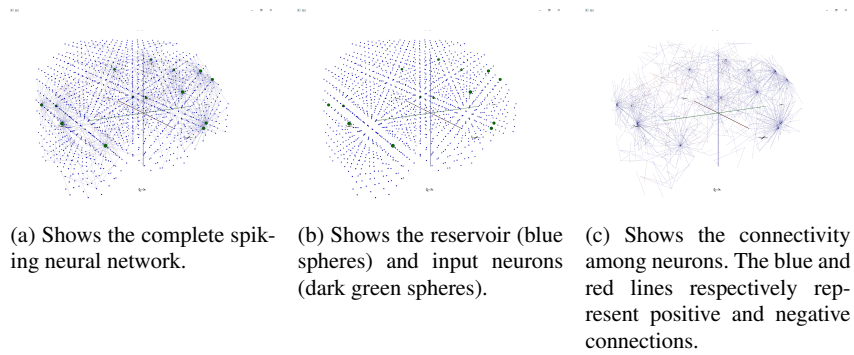 (a) Shows the complete spik-
ing neural network.
(b) Shows the reservoir (blue
spheres) and input neurons
(dark green spheres).
(c) Shows the connectivity
among neurons. The blue and
red lines respectively rep-
resent positive and negative
connections.